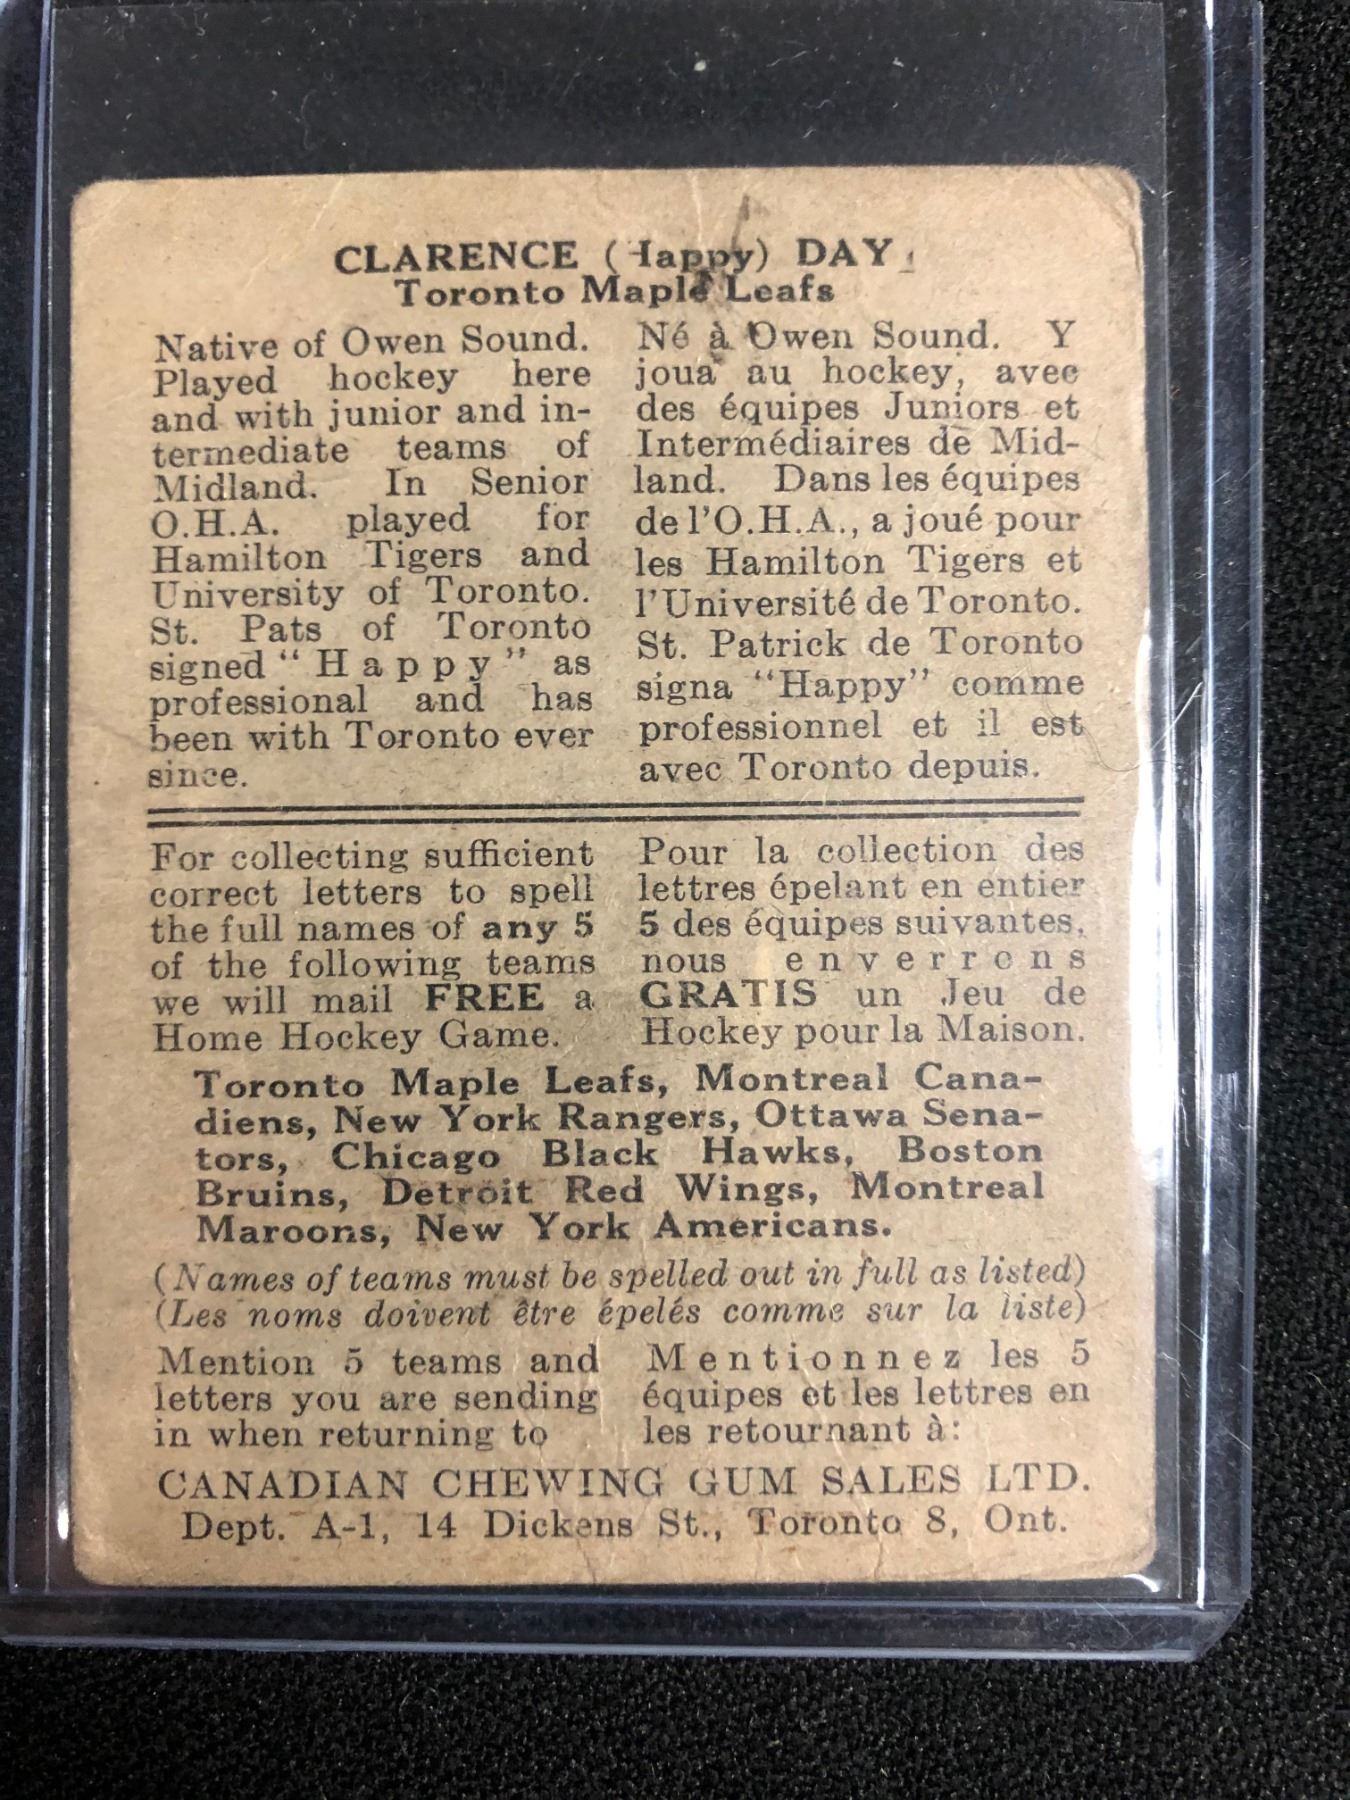 CLARENCE (Happy) DAY
Toronto Maple Leafs
Native of Owen Sound.
Played hockey here
and with junior and in-
termediate teams of
Midland. In Senior
O.H.A. played for
Hamilton Tigers and
University of Toronto.
St. Pats of Toronto
signed "Happy" as
professional and has
been with Toronto ever
since.
Né à Owen Sound. Y
joua au hockey, avec
des équipes Juniors et
Intermédiaires de Mid-
land. Dans les équipes
de l'O.H.A., a joué pour
les Hamilton Tigers et
l'Université de Toronto.
St. Patrick de Toronto
signa "Happy" comme
professionnel et il est
avec Toronto depuis.
For collecting sufficient
correct letters to spell
the full names of any 5
of the following teams
we will mail FREE a
Home Hockey Game.
Pour la collection des
lettres épelant en entier
5 des équipes suivantes,
nous enverrons
GRATIS un Jeu de
Hockey pour la Maison.
Toronto Maple Leafs, Montreal Cana-
diens, New York Rangers, Ottawa Sena-
tors, Chicago Black Hawks, Boston
Bruins, Detroit Red Wings, Montreal
Maroons, New York Americans.
(Names of teams must be spelled out in full as listed)
(Les noms doivent être épelés comme sur la liste)
Mention 5 teams and
letters you are sending
in when returning to
Mentionnez les 5
équipes et les lettres en
les retournant à:
CANADIAN CHEWING GUM SALES LTD.
Dept. A-1, 14 Dickens St., Toronto 8, Ont.